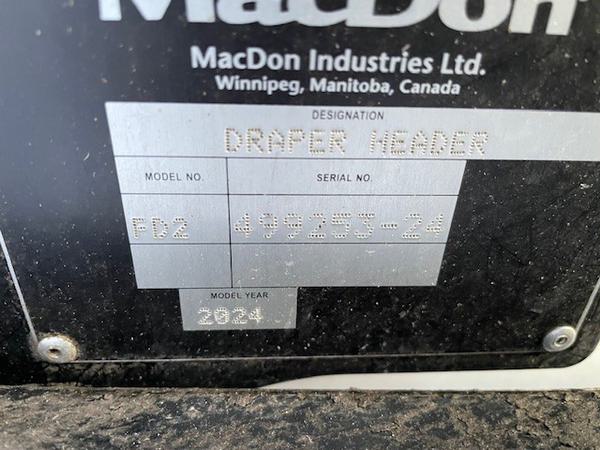 MacDon
MacDon Industries Ltd.
Winnipeg, Manitoba, Canada
DESIGNATION
DRAPER HEADER
MODEL NO.
SERIAL NO.
FD2
499253-24
MODEL YEAR
2024